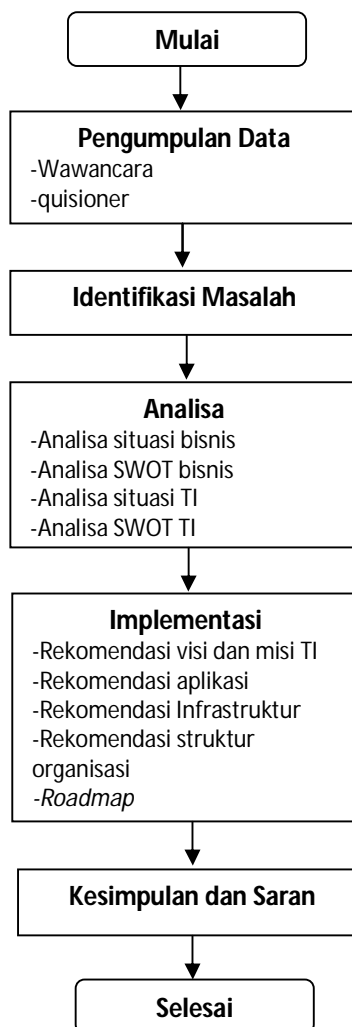 Mulai
Pengumpulan Data
-Wawancara
-quisioner
Identifikasi Masalah
Analisa
-Analisa situasi bisnis
-Analisa SWOT bisnis
-Analisa situasi TI
-Analisa SWOT TI
Implementasi
-Rekomendasi visi dan misi TI
-Rekomendasi aplikasi
-Rekomendasi Infrastruktur
-Rekomendasi struktur
organisasi
-Roadmap
Kesimpulan dan Saran
Selesai